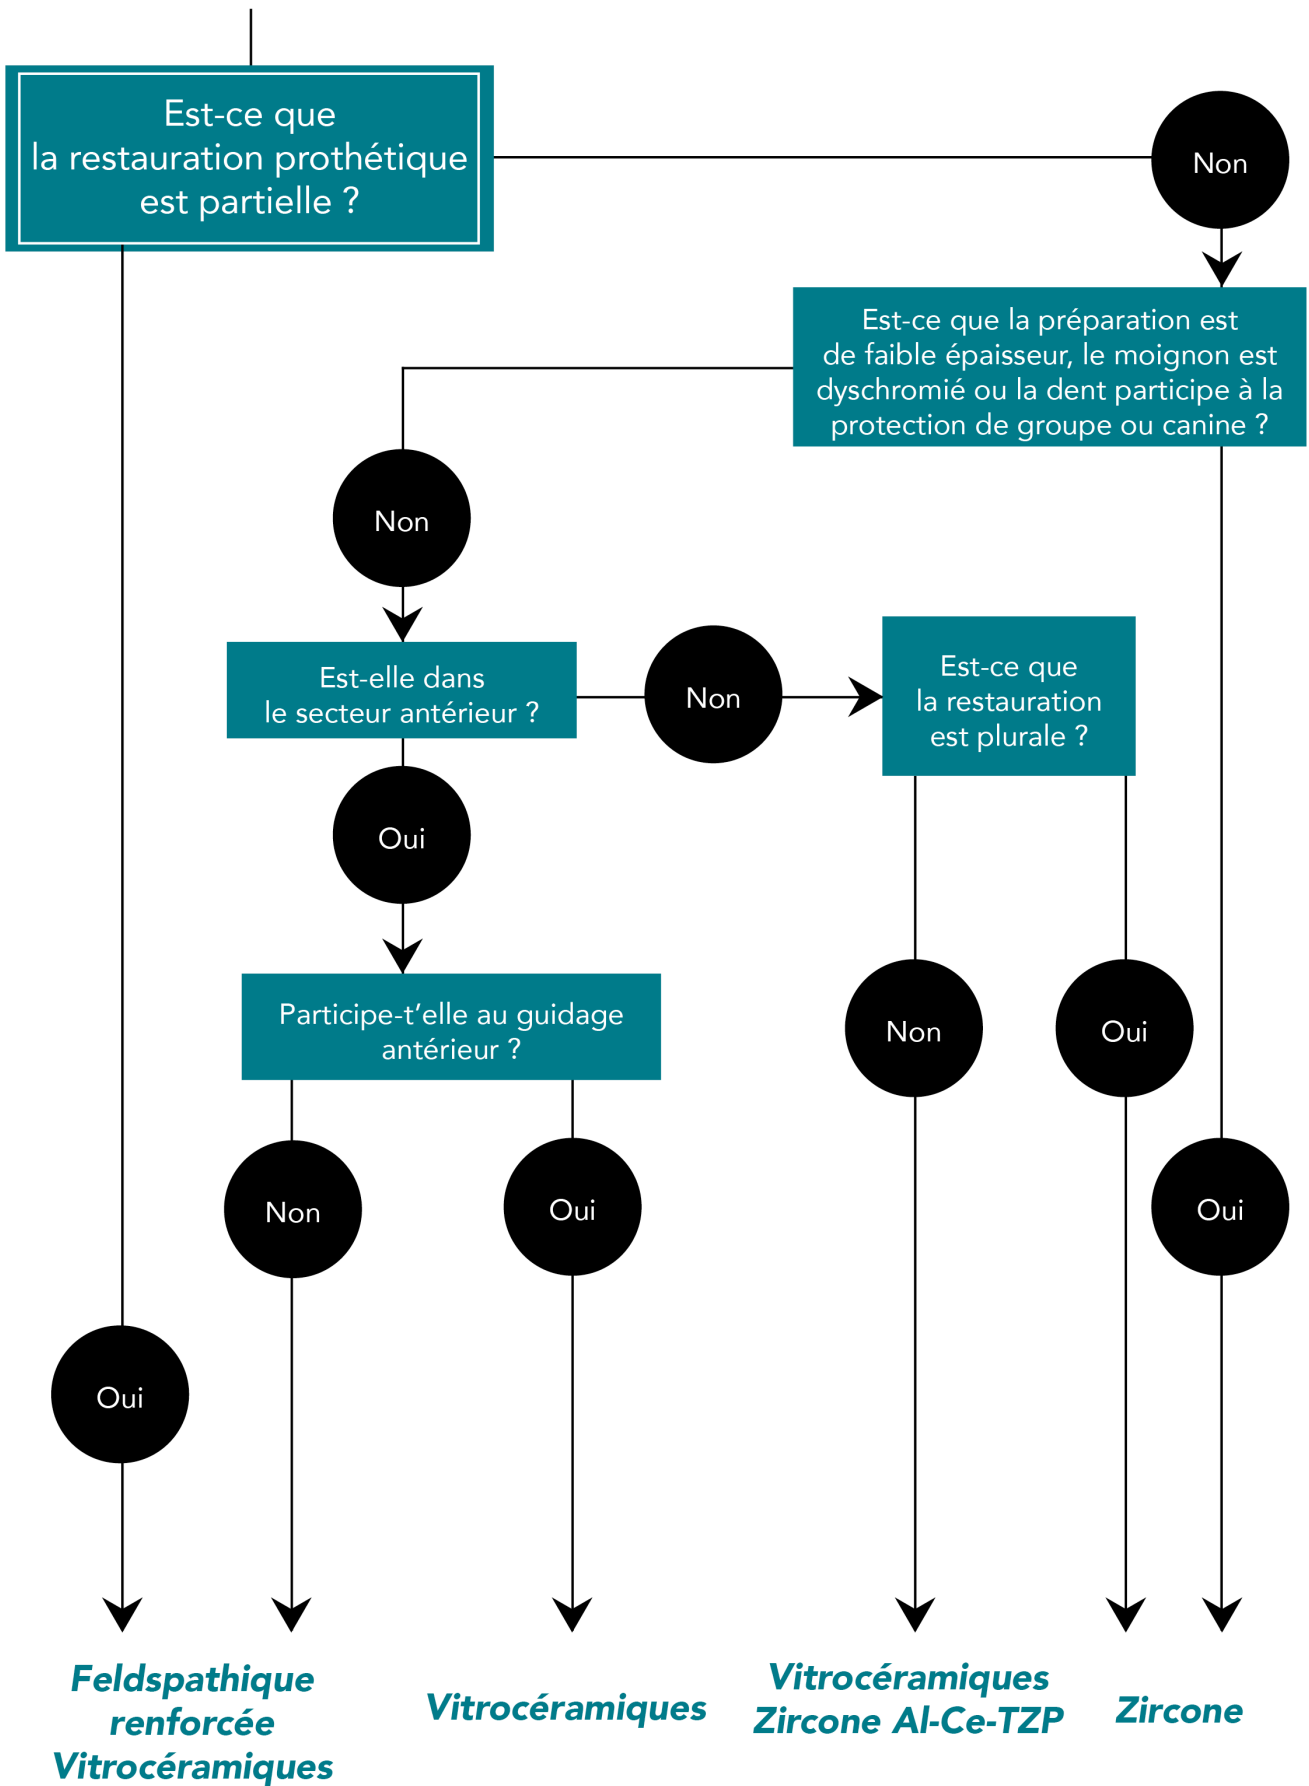 Est-ce que
la restauration prothétique
est partielle ?
Non
Est-ce que la préparation est
de faible épaisseur, le moignon est
dyschromié ou la dent participe à la
protection de groupe ou canine ?
Non
Est-elle dans
le secteur antérieur ?
Non
Est-ce que
la restauration
est plurale ?
Oui
Participe-t’elle au guidage
antérieur ?
Non
Oui
Non
Oui
Oui
Oui
Feldspathique
renforcée
Vitrocéramiques
Vitrocéramiques
Vitrocéramiques
Zircone Al-Ce-TZP
Zircone